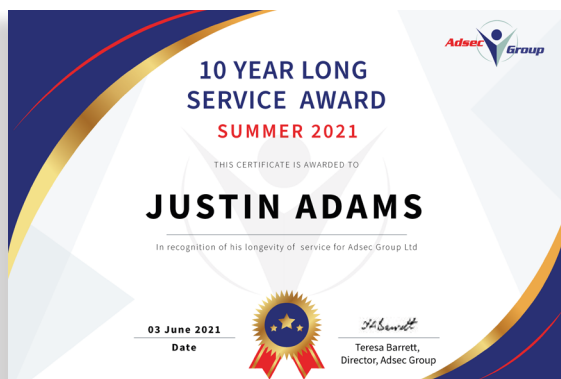 Adsec Group
10 YEAR LONG
SERVICE AWARD
SUMMER 2021
THIS CERTIFICATE IS AWARDED TO
JUSTIN ADAMS
In recognition of his longevity of service for Adsec Group Ltd
03 June 2021
Date
Teresa Barrett,
Director, Adsec Group